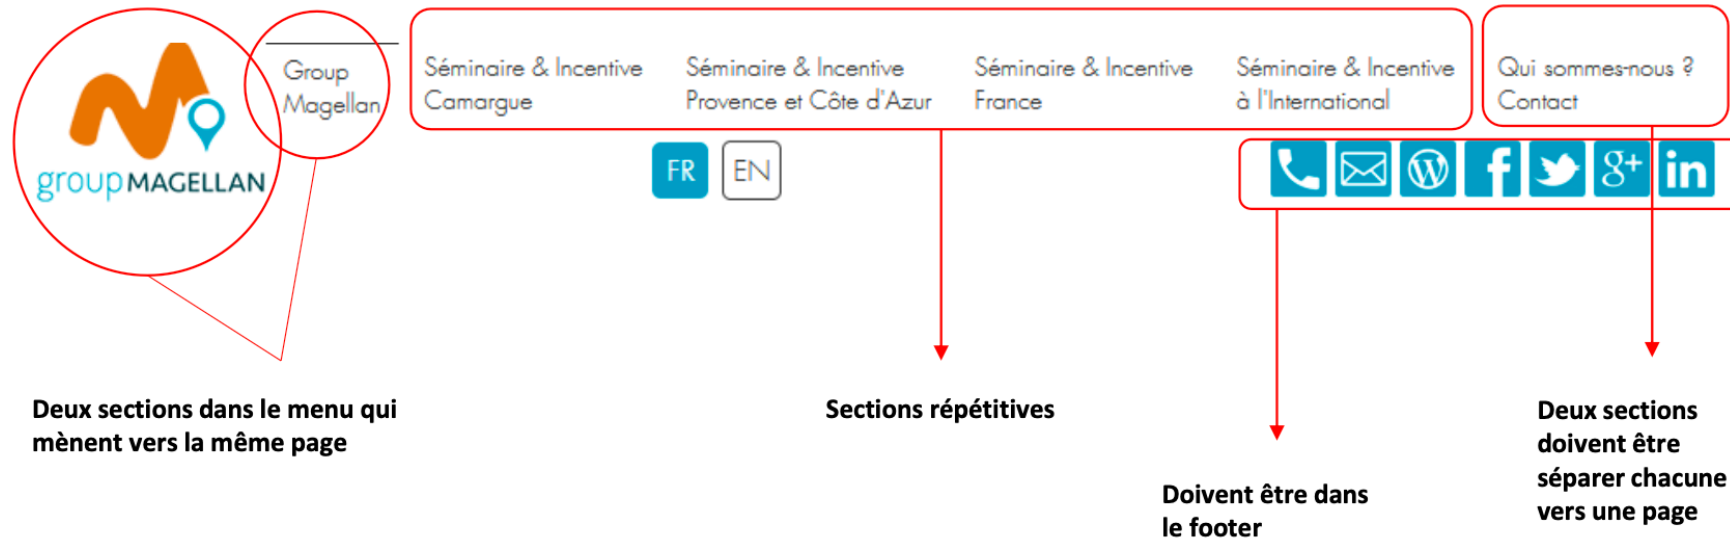 group MAGELLAN
Group
Magellan
Séminaire & Incentive
Camargue
Séminaire & Incentive
Provence et Côte d'Azur
Séminaire & Incentive
France
Séminaire & Incentive
à l'International
Qui sommes-nous ?
Contact
FR
EN
g+
in
Deux sections dans le menu qui
mènent vers la même page
Sections répétitives
Doivent être dans
le footer
Deux sections
doivent être
séparer chacune
vers une page